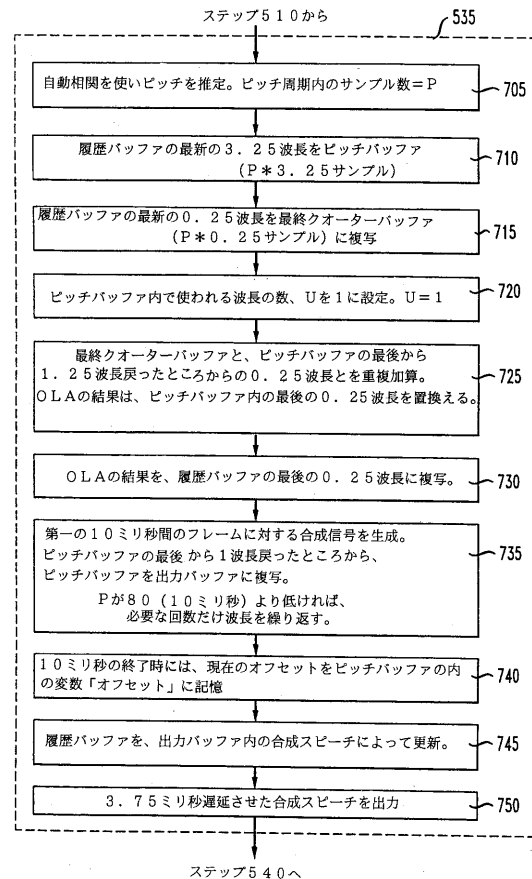 ステップ510から
535
自動相関を使いピッチを推定。ピッチ周期内のサンプル数=P
705
履歴バッファの最新の3.25波長をピッチバッファ
(P*3.25サンプル)
710
履歴バッファの最新の0.25波長を最終クオーターバッファ
(P*0.25サンプル)に複写
715
ピッチバッファ内で使われる波長の数、Uを1に設定。U=1
720
最終クオーターバッファと、ピッチバッファの最後から
1.25波長戻ったところからの0.25波長とを重複加算。
OLAの結果は、ピッチバッファ内の最後の0.25波長を置換える。
725
OLAの結果を、履歴バッファの最後の0.25波長に複写。
730
第一の10ミリ秒間のフレームに対する合成信号を生成。
ピッチバッファの最後から1波長戻ったところから、
ピッチバッファを出力バッファに複写。
Pが80(10ミリ秒)より低ければ、
必要な回数だけ波長を繰り返す。
735
10ミリ秒の終了時には、現在のオフセットをピッチバッファの内
の変数「オフセット」に記憶
740
履歴バッファを、出力バッファ内の合成スピーチによって更新。
745
3.75ミリ秒遅延させた合成スピーチを出力
750
ステップ540へ